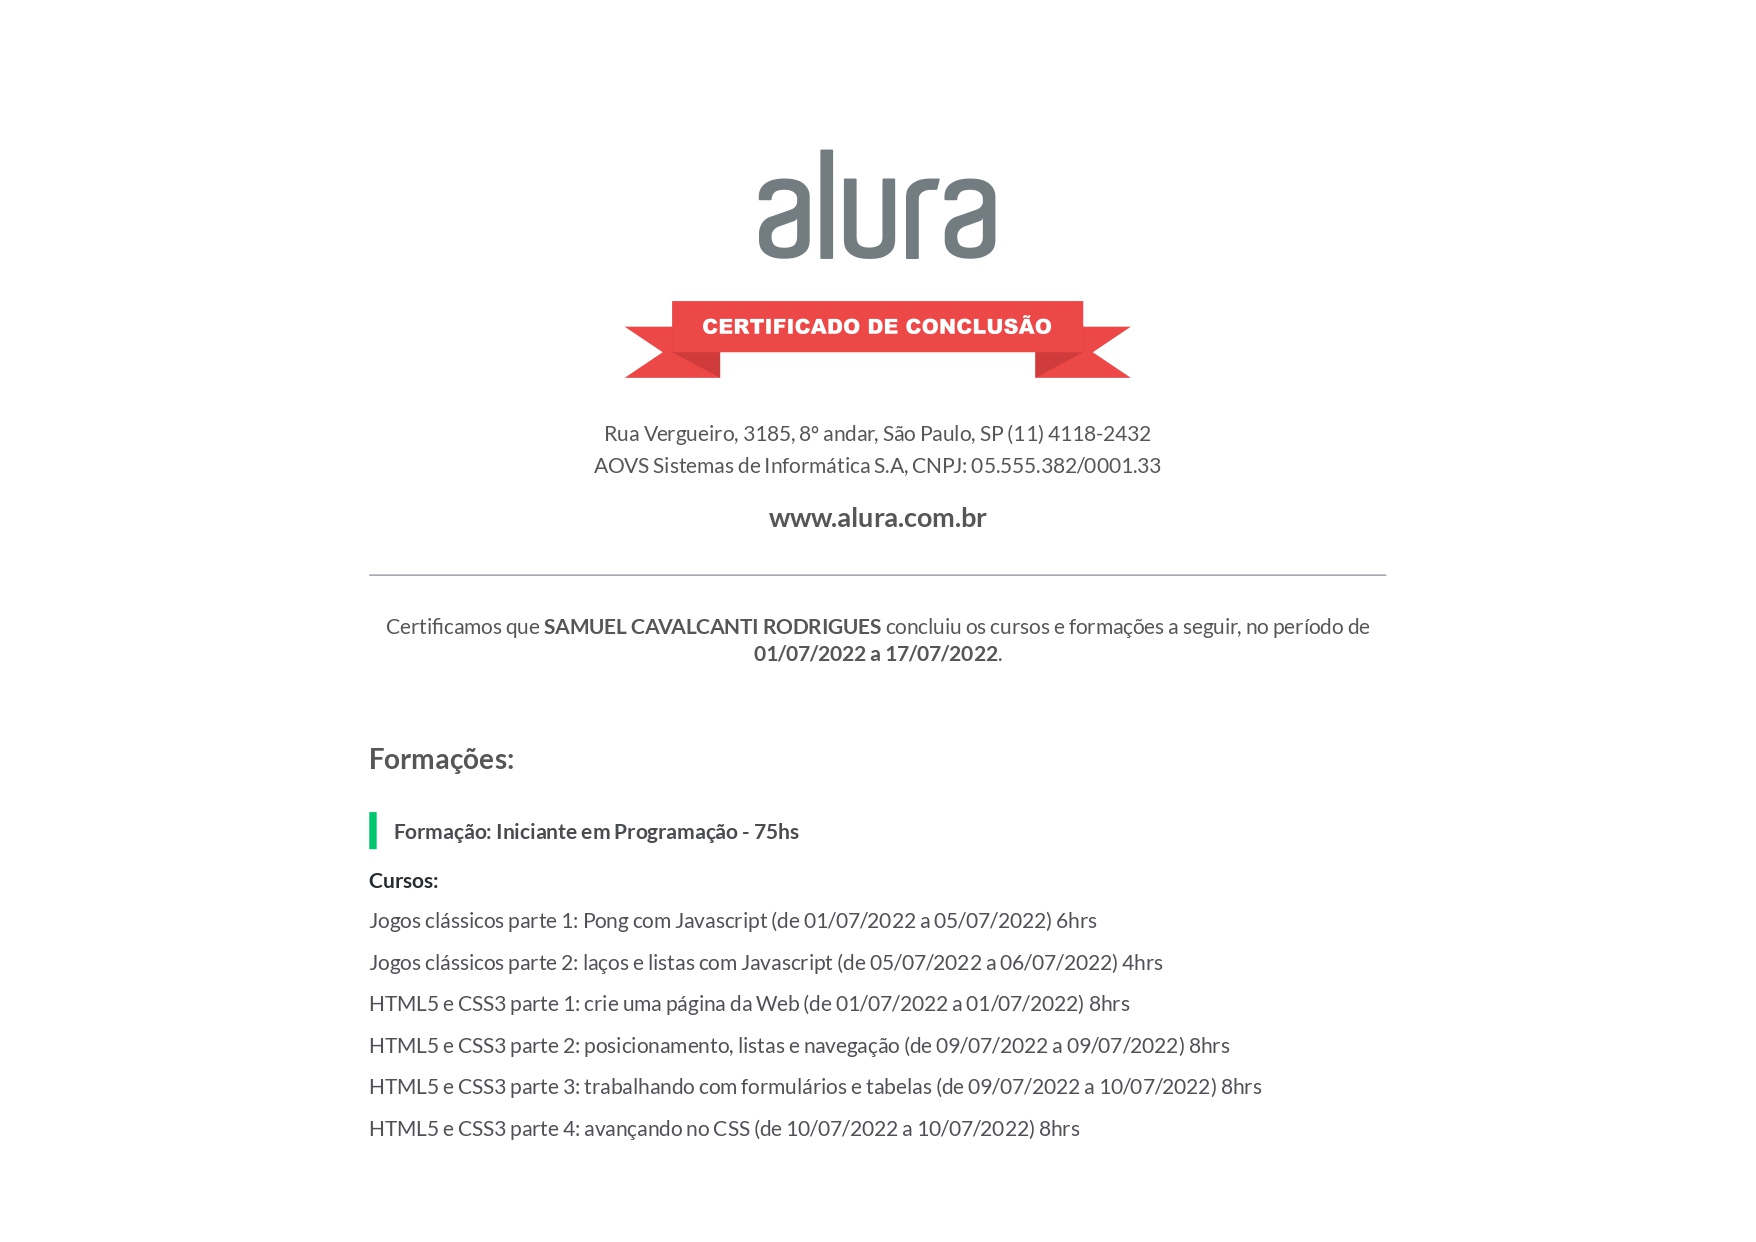 alura
CERTIFICADO DE CONCLUSÃO
Rua Vergueiro, 3185, 8º andar, São Paulo, SP (11) 4118-2432
AOVS Sistemas de Informática S.A, CNPJ: 05.555.382/0001.33
www.alura.com.br
Certificamos que SAMUEL CAVALCANTI RODRIGUES concluiu os cursos e formações a seguir, no período de
01/07/2022 a 17/07/2022.
Formações:
Formação: Iniciante em Programação - 75hs
Cursos:
Jogos clássicos parte 1: Pong com Javascript (de 01/07/2022 a 05/07/2022) 6hrs
Jogos clássicos parte 2: laços e listas com Javascript (de 05/07/2022 a 06/07/2022) 4hrs
HTML5 e CSS3 parte 1: crie uma página da Web (de 01/07/2022 a 01/07/2022) 8hrs
HTML5 e CSS3 parte 2: posicionamento, listas e navegação (de 09/07/2022 a 09/07/2022) 8hrs
HTML5 e CSS3 parte 3: trabalhando com formulários e tabelas (de 09/07/2022 a 10/07/2022) 8hrs
HTML5 e CSS3 parte 4: avançando no CSS (de 10/07/2022 a 10/07/2022) 8hrs